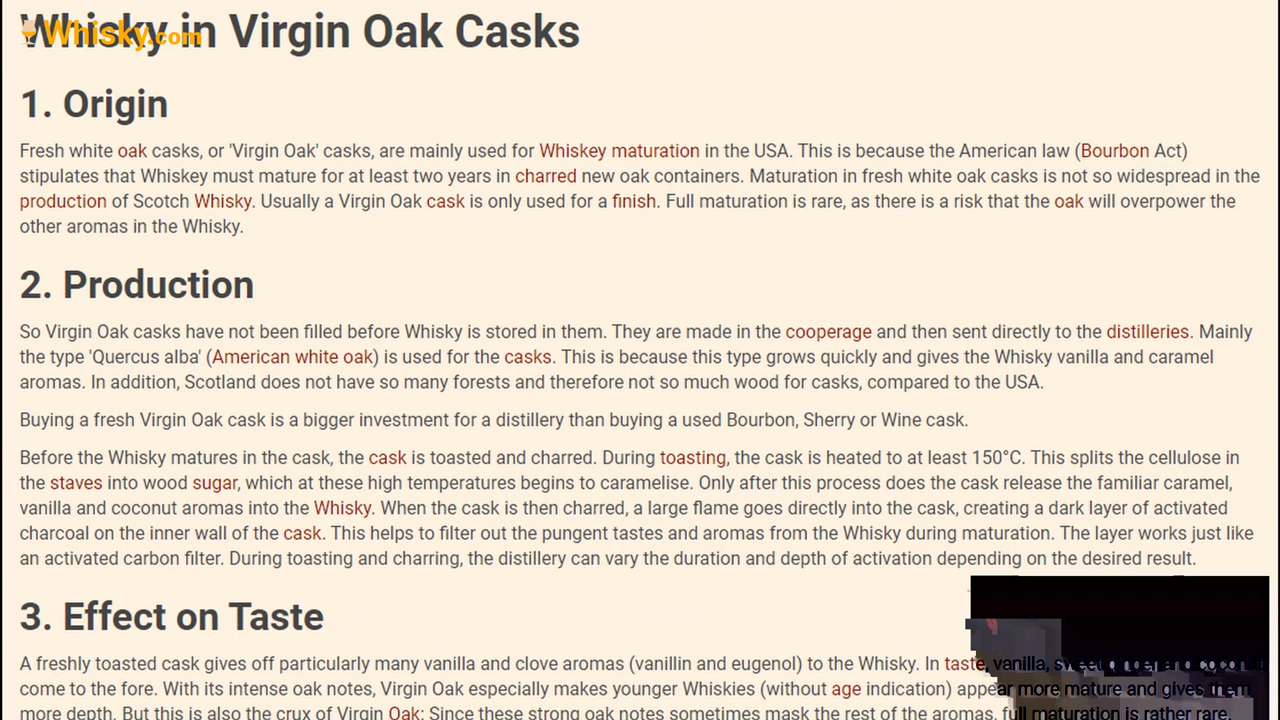 Whisky.com
Whisky in Virgin Oak Casks
1. Origin
Fresh white oak casks, or 'Virgin Oak' casks, are mainly used for Whiskey maturation in the USA. This is because the American law (Bourbon Act)
stipulates that Whiskey must mature for at least two years in charred new oak containers. Maturation in fresh white oak casks is not so widespread in the
production of Scotch Whisky. Usually a Virgin Oak cask is only used for a finish. Full maturation is rare, as there is a risk that the oak will overpower the
other aromas in the Whisky.
2. Production
So Virgin Oak casks have not been filled before Whisky is stored in them. They are made in the cooperage and then sent directly to the distilleries. Mainly
the type 'Quercus alba' (American white oak) is used for the casks. This is because this type grows quickly and gives the Whisky vanilla and caramel
aromas. In addition, Scotland does not have so many forests and therefore not so much wood for casks, compared to the USA.
Buying a fresh Virgin Oak cask is a bigger investment for a distillery than buying a used Bourbon, Sherry or Wine cask.
Before the Whisky matures in the cask, the cask is toasted and charred. During toasting, the cask is heated to at least 150°C. This splits the cellulose in
the staves into wood sugar, which at these high temperatures begins to caramelise. Only after this process does the cask release the familiar caramel,
vanilla and coconut aromas into the Whisky. When the cask is then charred, a large flame goes directly into the cask, creating a dark layer of activated
charcoal on the inner wall of the cask. This helps to filter out the pungent tastes and aromas from the Whisky during maturation. The layer works just like
an activated carbon filter. During toasting and charring, the distillery can vary the duration and depth of activation depending on the desired result.
3. Effect on Taste
A freshly toasted cask gives off particularly many vanilla and clove aromas (vanillin and eugenol) to the Whisky. In taste, vanilla,
come to the fore. With its intense oak notes, Virgin Oak especially makes younger Whiskies (without age indication) appear more mature and gives them
more depth. But this is also the crux of Virgin Oak: Since these strong oak notes sometimes mask the rest of the aromas, full maturation is rather rare.